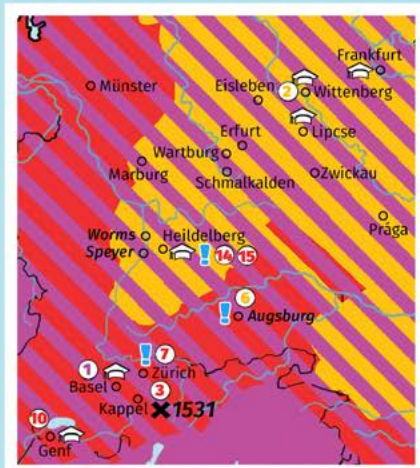 Frankfurt
Münster
Eisleben
2 Wittenberg
Erfurt
Lipcse
Wartburg
Marburg
Schmalkalden
Zwickau
Prága
Worms
Heildelberg
Speyer
! 14 15
6
! Augsburg
! 7
1
Zürich
Basel
3
Kappel
1531
10
Genf